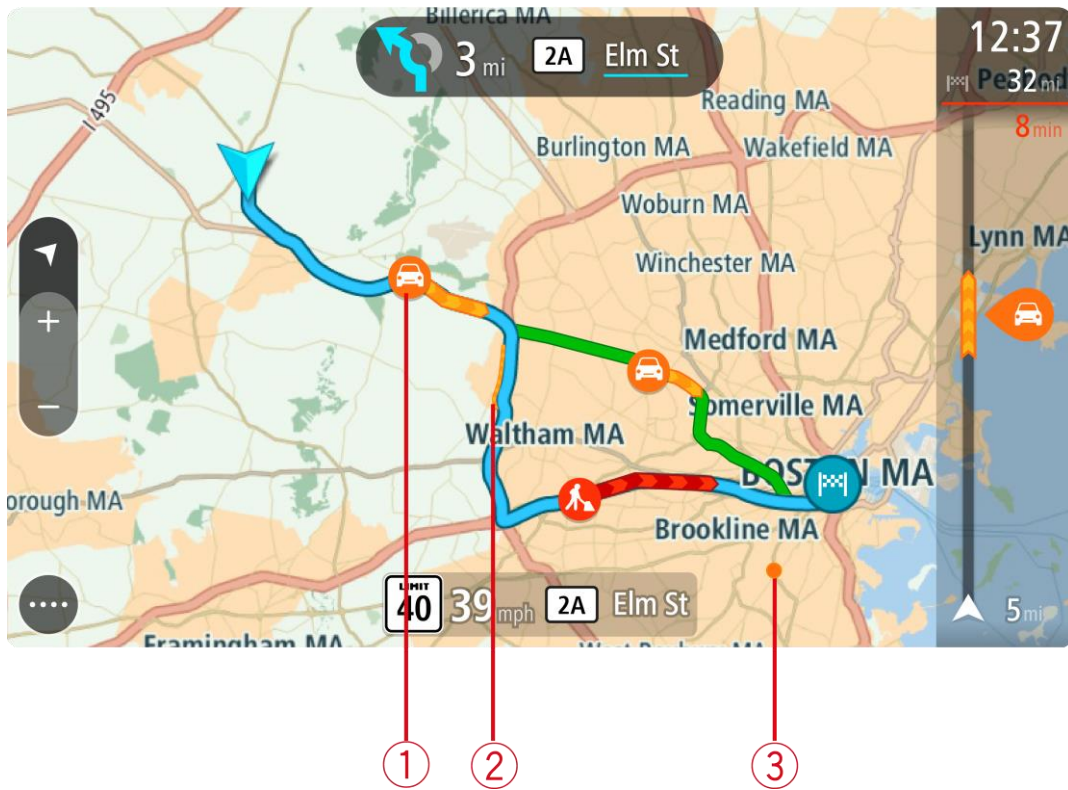 Billerica MA
12:37
3 mi 2A Elm St
32 mi
I 495
Reading MA
8 min
Burlington MA Wakefield MA
Woburn MA
Lynn MA
Winchester MA
+
Medford MA
−
Somerville MA
Waltham MA
BOSTON MA
orough MA
Brookline MA
LIMIT
40 39 mph 2A Elm St
5 mi
Framingham MA
1 2 3